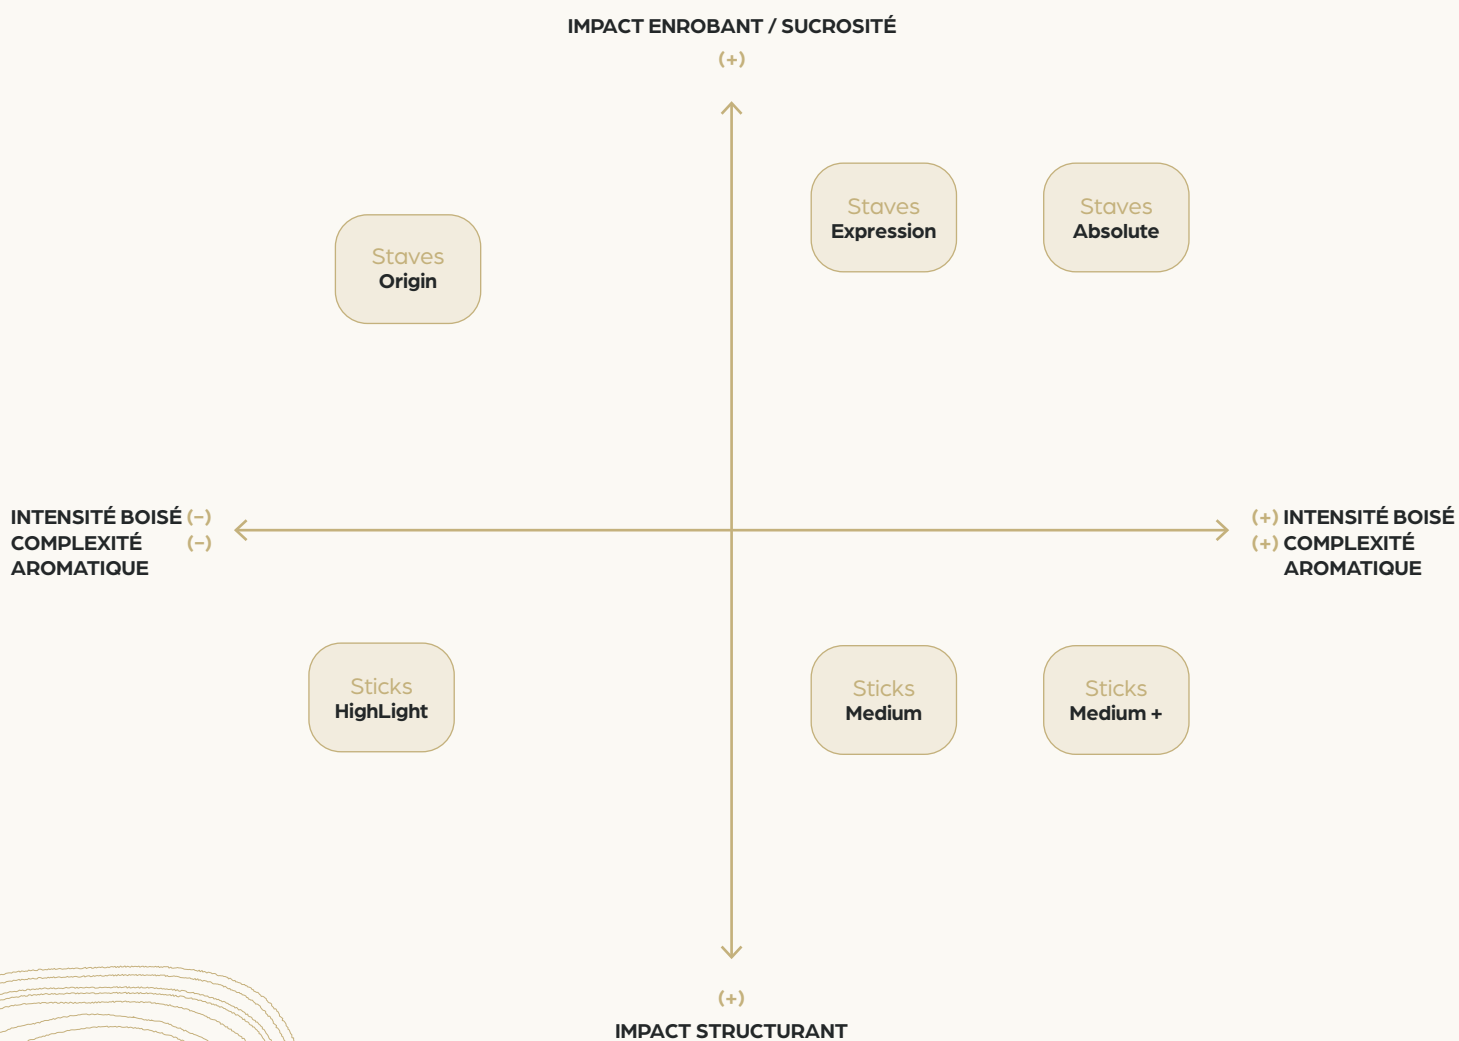 IMPACT ENROBANT / SUCROSITÉ
(+)
Staves
Expression
Staves
Absolute
Staves
Origin
INTENSITÉ BOISÉ (-)
COMPLEXITÉ (-)
AROMATIQUE
(+) INTENSITÉ BOISÉ
(+) COMPLEXITÉ
AROMATIQUE
Sticks
HighLight
Sticks
Medium
Sticks
Medium +
(+)
IMPACT STRUCTURANT